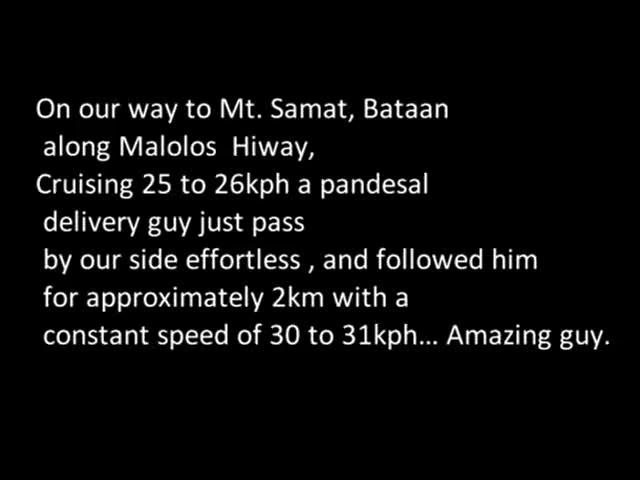 On our way to Mt. Samat, Bataan
along Malolos Hiway,
Cruising 25 to 26kph a pandesal
delivery guy just pass
by our side effortless , and followed him
for approximately 2km with a
constant speed of 30 to 31kph... Amazing guy.